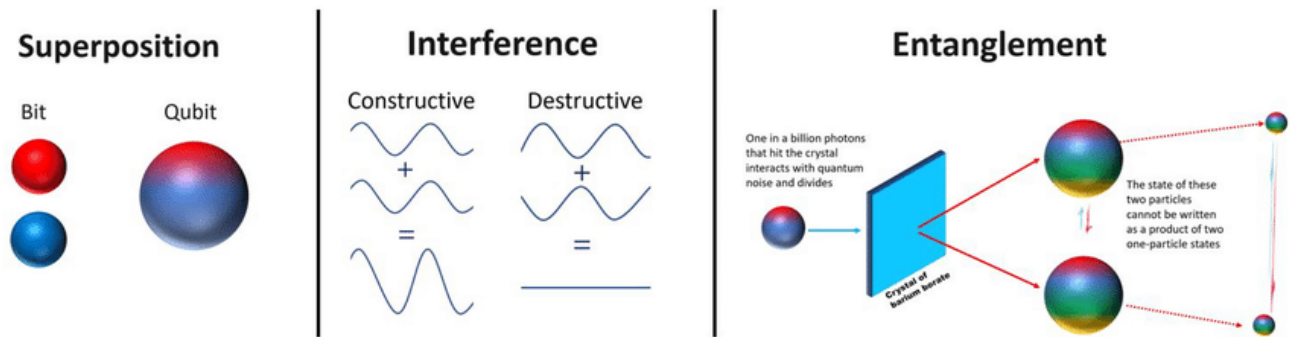 Superposition
Bit
Qubit
Interference
Constructive
Destructive
+
+
=
=
Entanglement
One in a billion photons
that hit the crystal
interacts with quantum
noise and divides
Crystal of
barium borate
The state of these
two particles
cannot be written
as a product of two
one-particle states